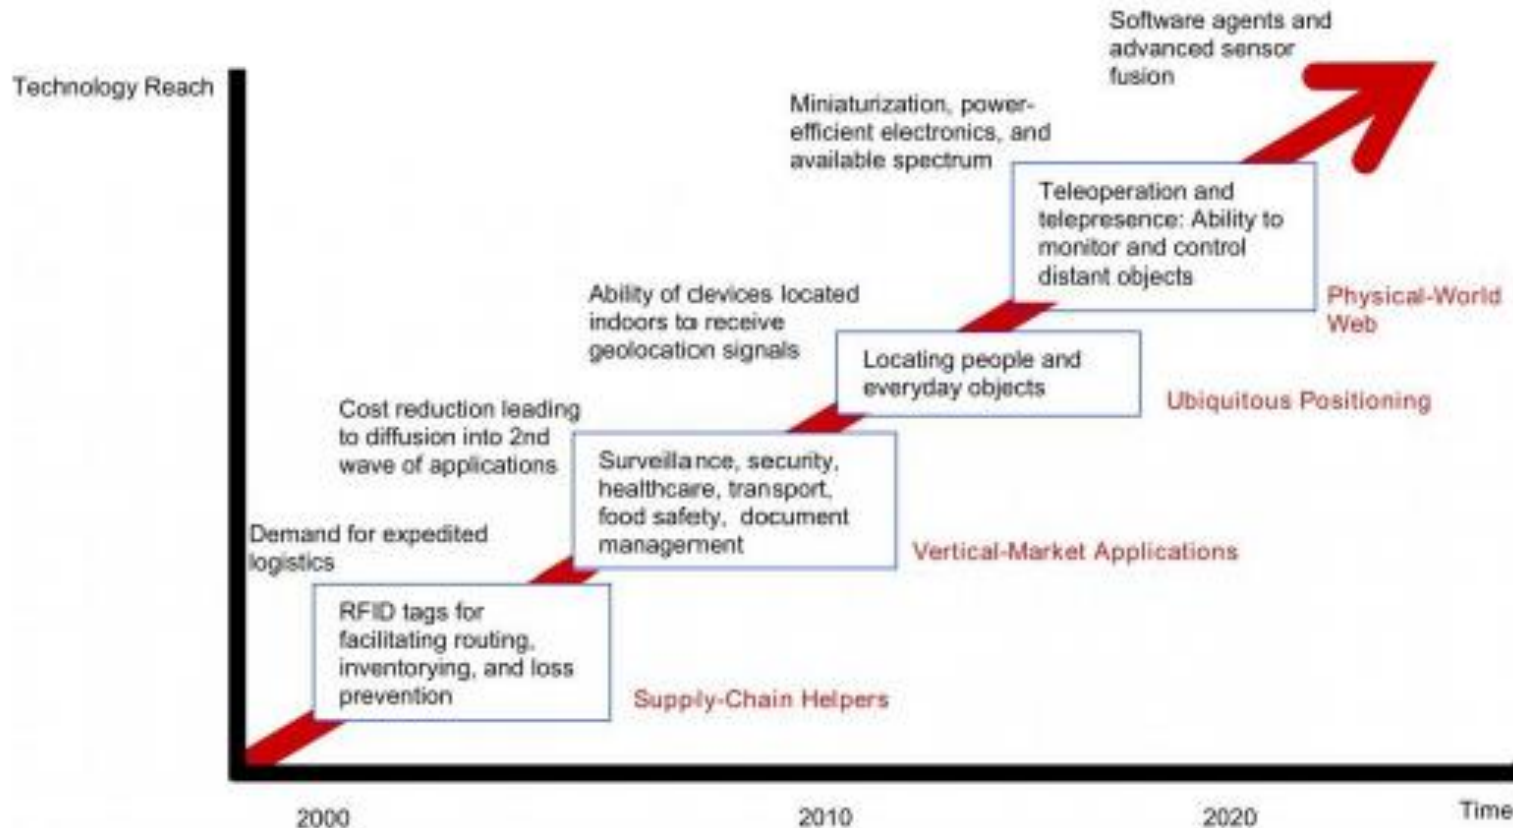 Technology Reach
Software agents and
advanced sensor
fusion
Miniaturization, power-
efficient electronics, and
available spectrum
Teleoperation and
telepresence: Ability to
monitor and control
distant objects
Physical-World
Web
Ability of devices located
indoors to receive
geolocation signals
Locating people and
everyday objects
Ubiquitous Positioning
Cost reduction leading
to diffusion into 2nd
wave of applications
Surveillance, security,
healthcare, transport,
food safety, document
management
Vertical-Market Applications
Demand for expedited
logistics
RFID tags for
facilitating routing,
inventorying, and loss
prevention
Supply-Chain Helpers
2000
2010
2020
Time